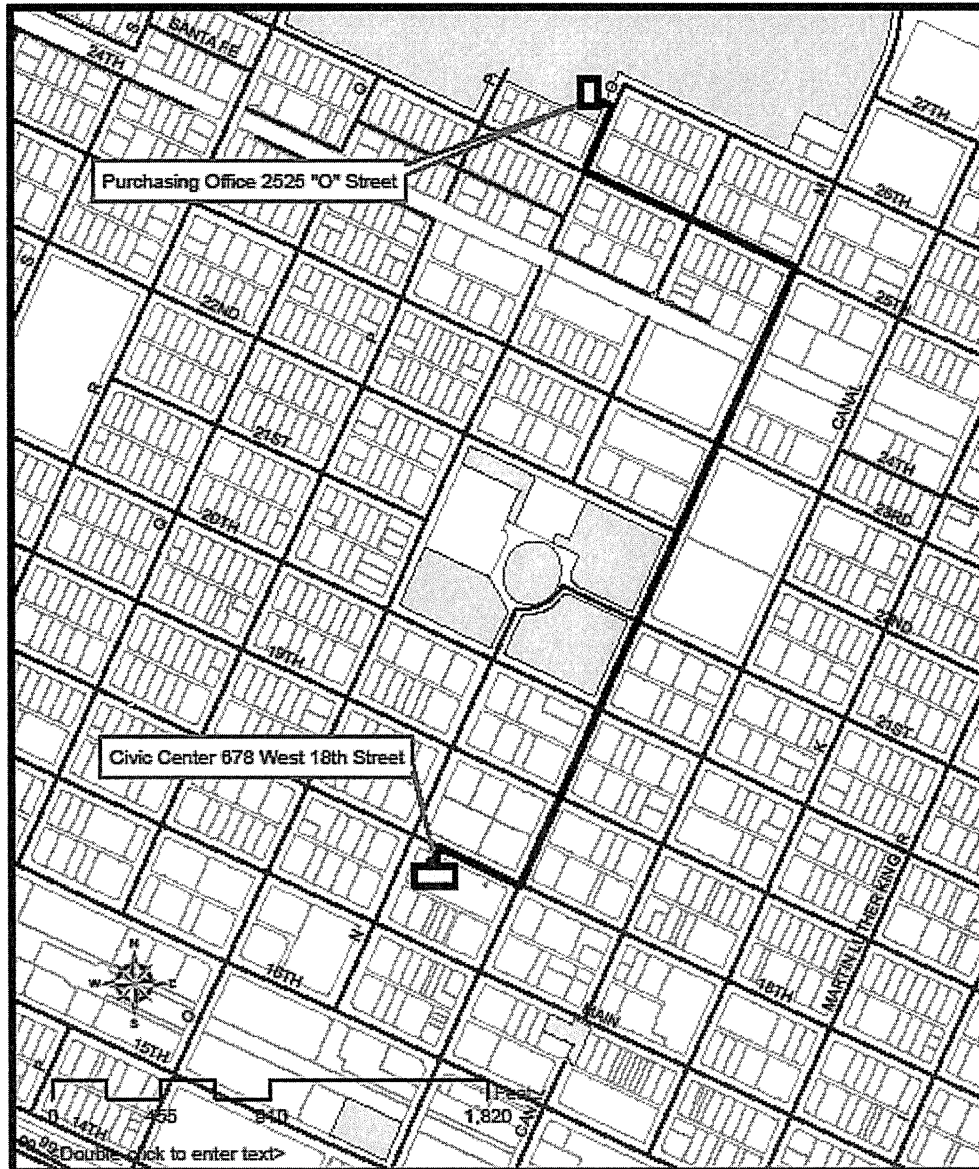 S
SANTA FE
24TH
Q
P
O
27TH
Purchasing Office 2525 "O" Street
M
26TH
S
25TH
22ND
P
R
CANAL
21ST
24TH
23RD
Q
20TH
22ND
19TH
K
21ST
Civic Center 678 West 18th Street
N
MARTIN LUTHER KING JR
N
W
E
S
16TH
18TH
MAIN
O
15TH
P
Feet
0
455
910
1,820
CANAL
14TH
<Double-click to enter text>